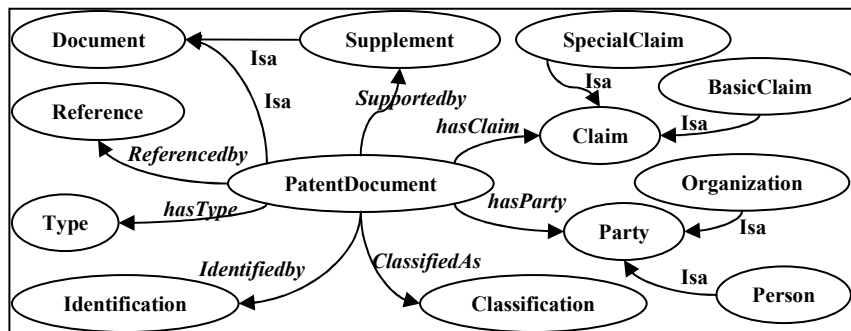 Document
Supplement
SpecialClaim
Isa
Isa
BasicClaim
Reference
Isa
Supportedby
hasClaim
Claim
Isa
Referencedby
PatentDocument
Organization
Type
hasType
hasParty
Party
Isa
Identifiedby
ClassifiedAs
Isa
Identification
Classification
Person